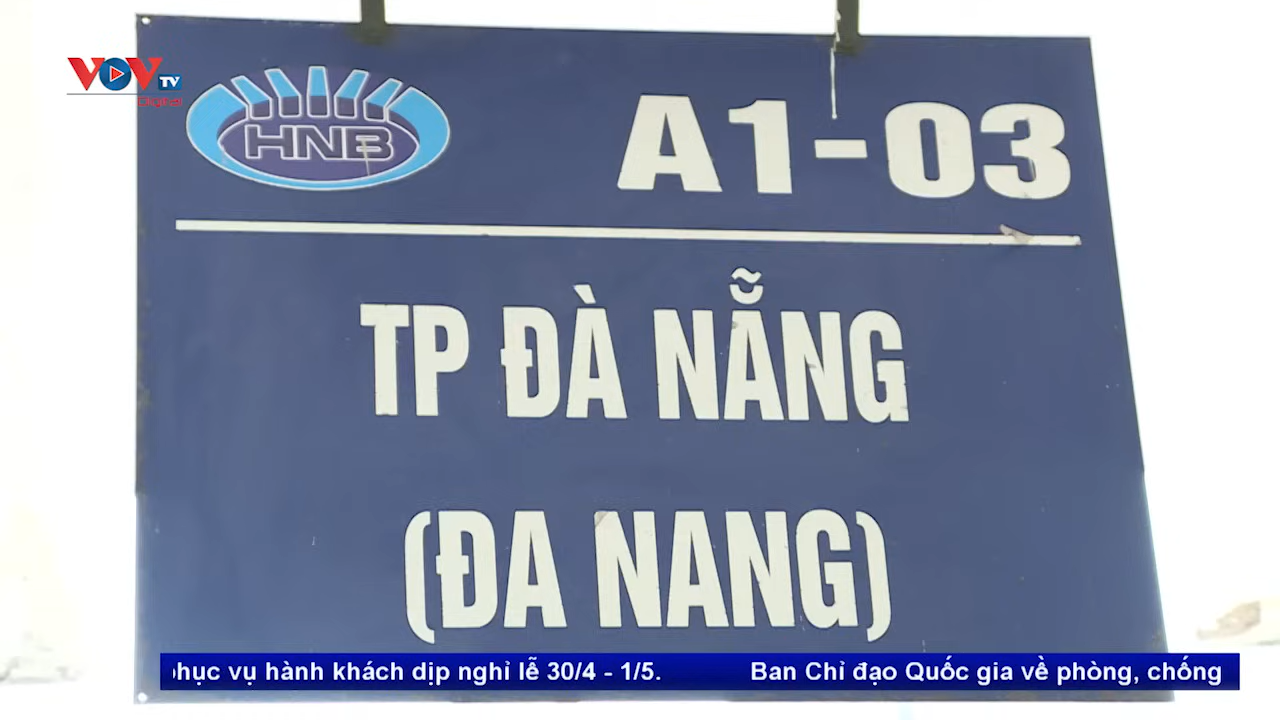 VOV TV
Digital
HNB
A1-03
TP ĐÀ NẴNG
(ĐA NANG)
phục vụ hành khách dịp nghỉ lễ 30/4 - 1/5. Ban Chỉ đạo Quốc gia về phòng, chống